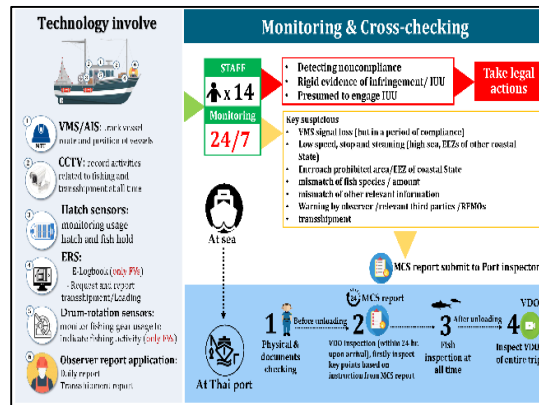 Technology involve
1
VMS/AIS: track vessel
route and position of vessels
2
CCTV: record activities
related to fishing and
transshipment at all time
3
Hatch sensors:
monitoring usage
hatch and fish hold
4
ERS:
E-Logbook (only FVs)
- Request and report
transshipment/Loading
5
Drum-rotation sensors:
monitor fishing gear usage to
indicate fishing activity (only FVs)
6
Observer report application:
Daily report
Transshipment report
Monitoring & Cross-checking
STAFF
x 14
Monitoring
24/7
• Detecting noncompliance
• Rigid evidence of infringement/ IUU
• Presumed to engage IUU
Take legal
actions
Key suspicious
• VMS signal loss (but in a period of compliance)
• Low speed, stop and steaming (high sea, EEZs of other coastal
State)
• Encroach prohibited area/EEZ of coastal State
• mismatch of fish species / amount
• mismatch of other relevant information
• Warning by observer /relevant third parties /RFMOs
• transshipment
At sea
MCS report submit to Port inspector
At Thai port
1
Physical &
documents
checking
Before unloading
2
24
MCS report
VDO inspection (within 24 hr.
upon arrival), firstly inspect
key points based on
instruction from MCS report
3
Fish
inspection at
all time
After unloading
4
VDO
Inspect VDO
of entire trip